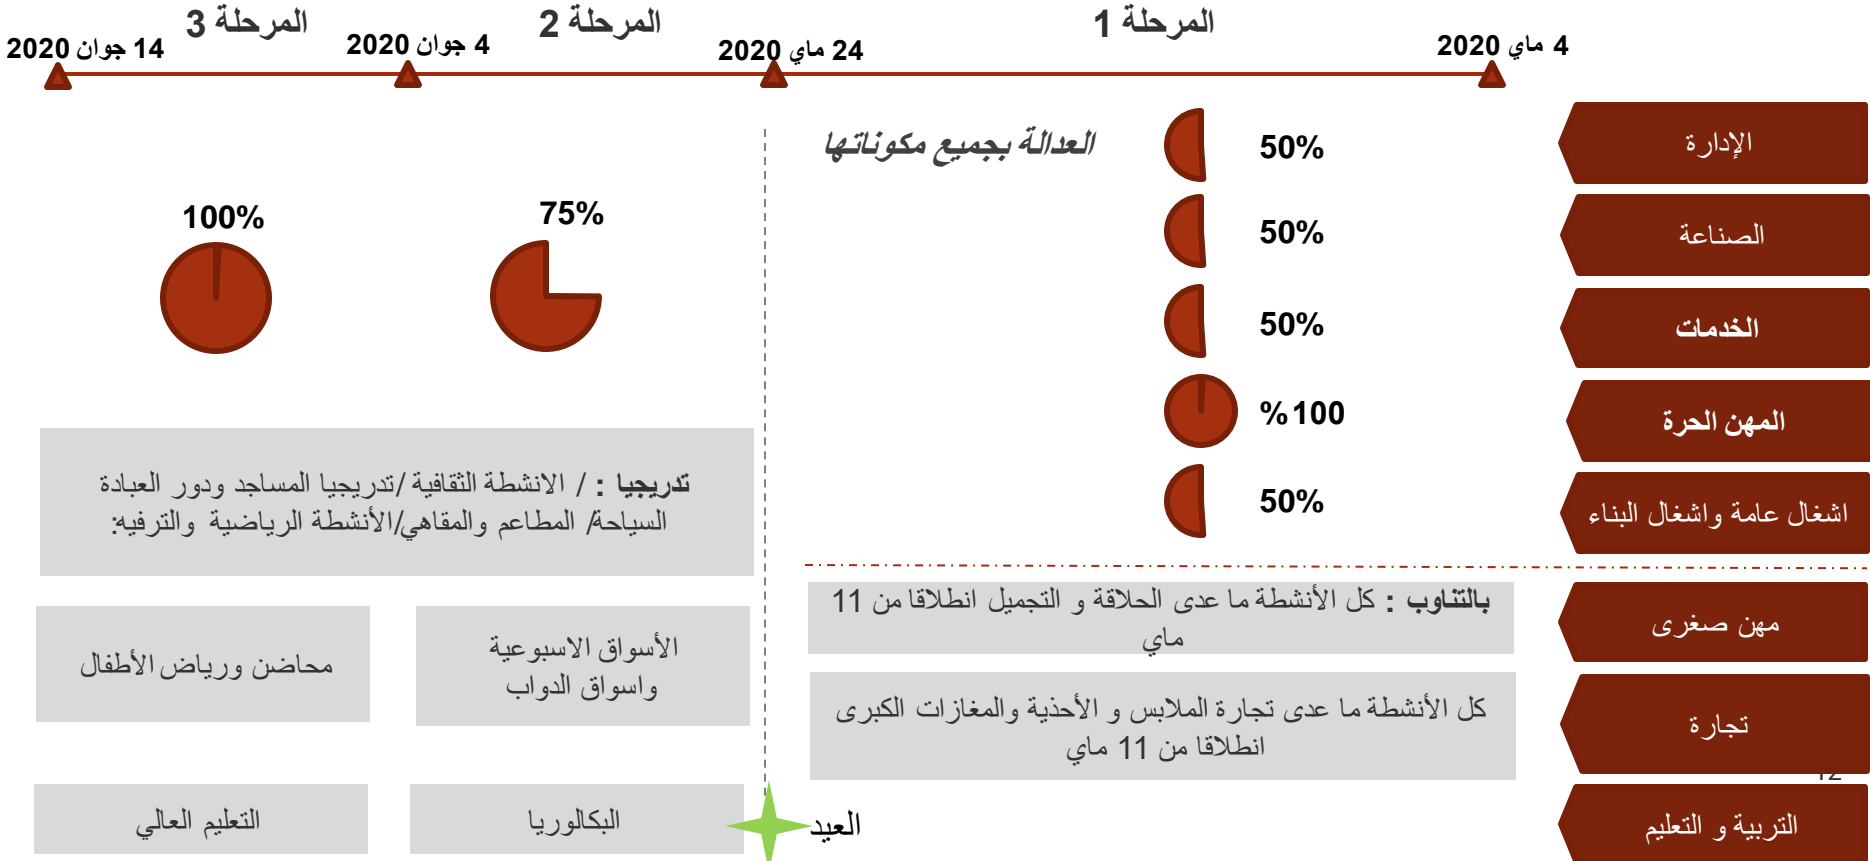 المرحلة 1
المرحلة 2
المرحلة 3
4 ماي 2020
24 ماي 2020
4 جوان 2020
14 جوان 2020
الإدارة
50%
العدالة بجميع مكوناتها
الصناعة
50%
75%
100%
الخدمات
50%
المهن الحرة
%100
اشغال عامة واشغال البناء
50%
تدريجيا : / الانشطة الثقافية /تدريجيا المساجد ودور العبادة
السياحة/ المطاعم والمقاهي/الأنشطة الرياضية والترفيه:
مهن صغرى
بالتناوب : كل الأنشطة ما عدى الحلاقة و التجميل انطلاقا من 11
ماي
الأسواق الاسبوعية
واسواق الدواب
محاضن ورياض الأطفال
تجارة
كل الأنشطة ما عدى تجارة الملابس و الأحذية والمغازات الكبرى
انطلاقا من 11 ماي
12
التربية و التعليم
العيد
البكالوريا
التعليم العالي